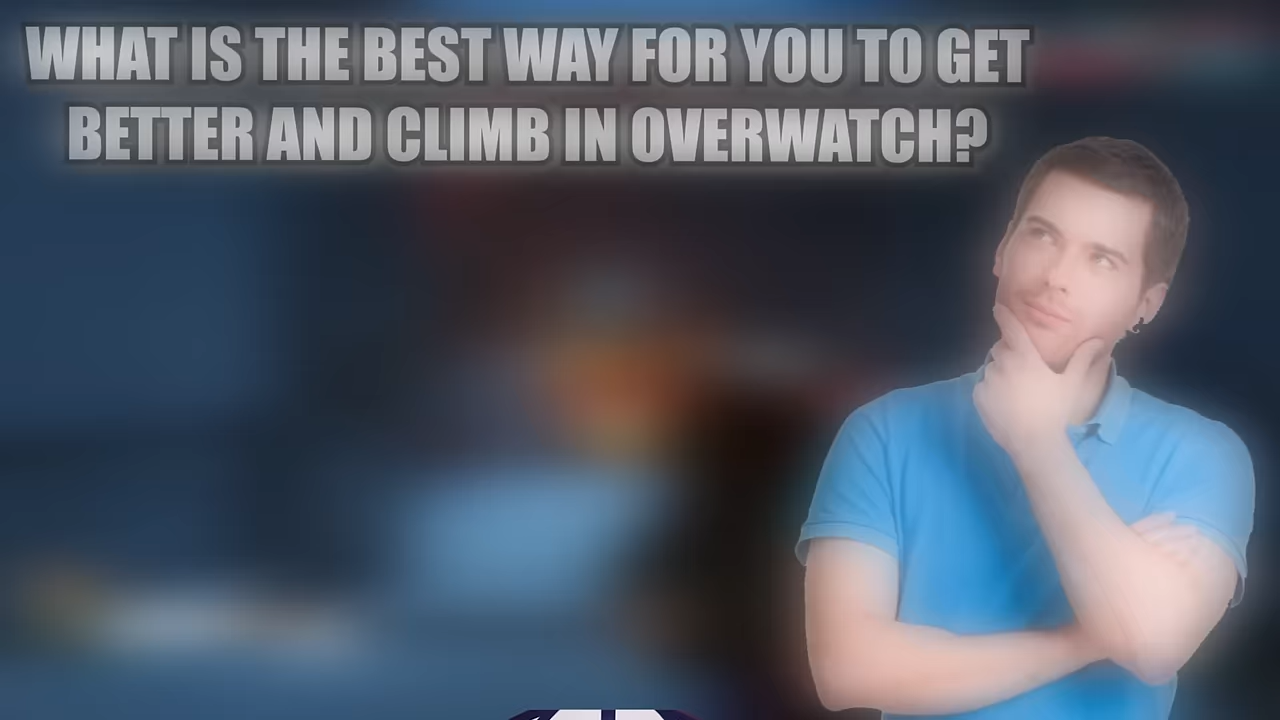 WHAT IS THE BEST WAY FOR YOU TO GET
BETTER AND CLIMB IN OVERWATCH?